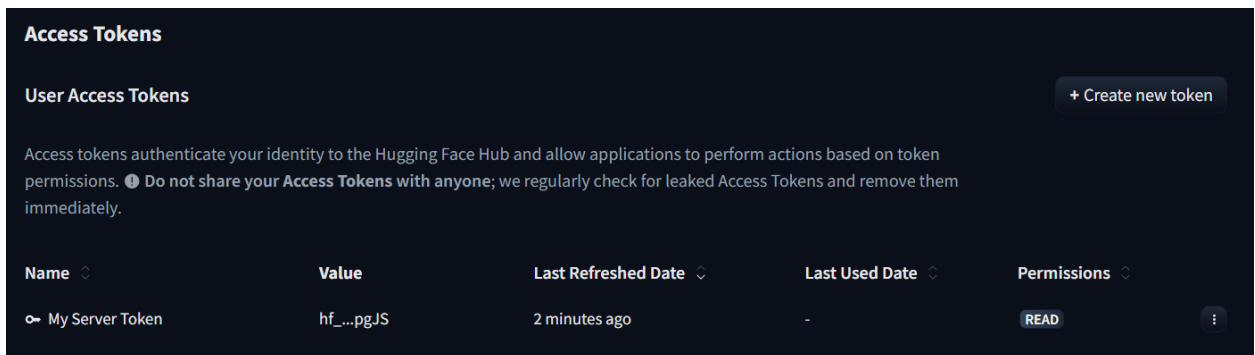 Access Tokens
User Access Tokens
+ Create new token
Access tokens authenticate your identity to the Hugging Face Hub and allow applications to perform actions based on token
permissions. Do not share your Access Tokens with anyone; we regularly check for leaked Access Tokens and remove them
immediately.
Name Value Last Refreshed Date Last Used Date Permissions
My Server Token hf_...pgJS 2 minutes ago - READ